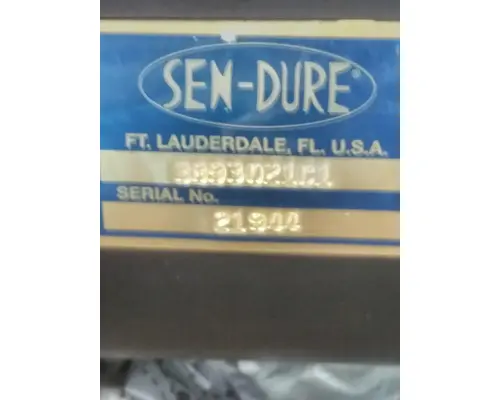 SEN-DURE®
FT. LAUDERDALE, FL. U.S.A.
SERIAL No.
21944